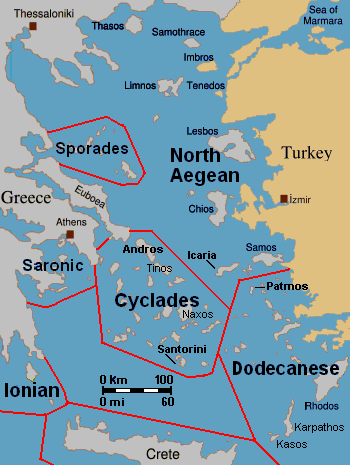 Thessaloniki
Thasos
Samothrace
Sea of
Marmara
Imbros
Limnos
Tenedos
Sporades
North
Aegean
Lesbos
Turkey
Greece
Euboea
Chios
İzmir
Athens
Andros
Tinos
Icaria
Samos
Saronic
Patmos
Cyclades
Naxos
Santorini
Dodecanese
Ionian
0 Km 100
0 mi 60
Rhodos
Karpathos
Kasos
Crete